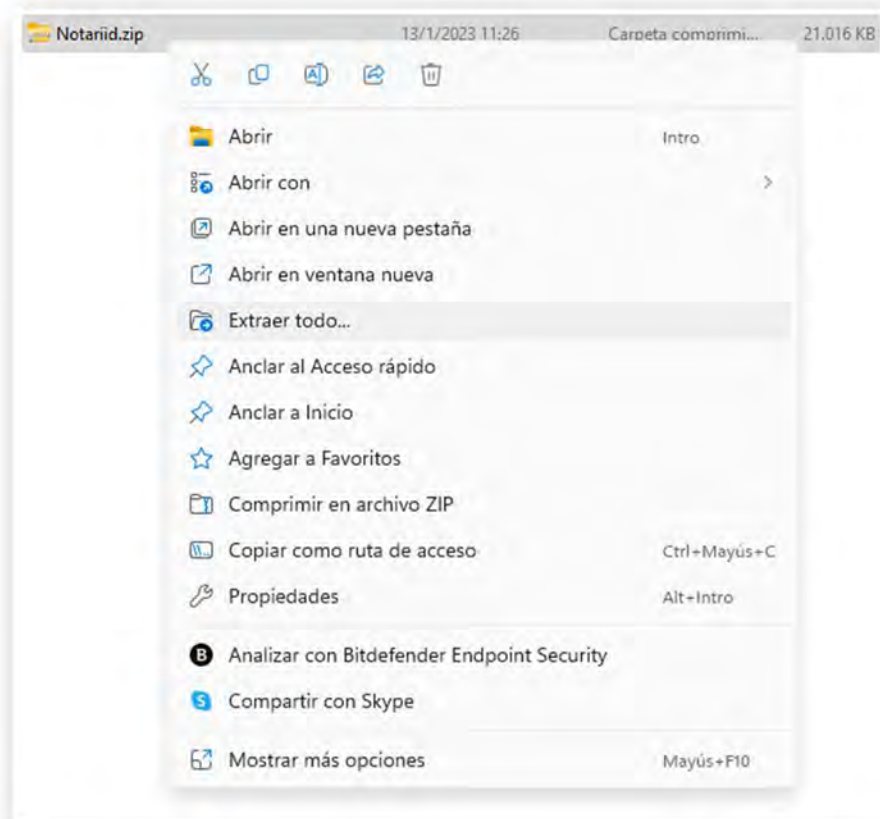 Notariid.zip 13/1/2023 11:26 Carpeta comprimi... 21.016 KB
Abrir Intro
Abrir con
Abrir en una nueva pestaña
Abrir en ventana nueva
Extraer todo...
Anclar al Acceso rápido
Anclar a Inicio
Agregar a Favoritos
Comprimir en archivo ZIP
Copiar como ruta de acceso Ctrl+Mayús+C
Propiedades Alt+Intro
B Analizar con Bitdefender Endpoint Security
S Compartir con Skype
Mostrar más opciones Mayús+F10